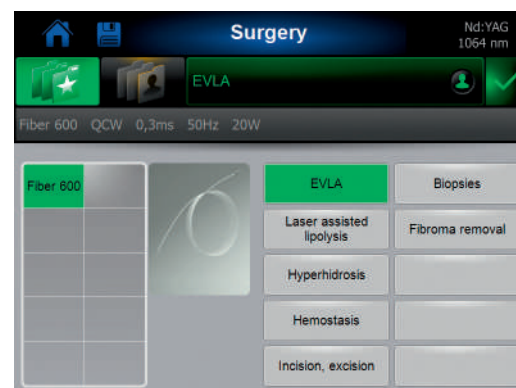 Surgery
Nd:YAG
1064 nm
EVLA
Fiber 600 QCW 0,3ms 50Hz 20W
Fiber 600
EVLA
Biopsies
Laser assisted
lipolysis
Fibroma removal
Hyperhidrosis
Hemostasis
Incision, excision